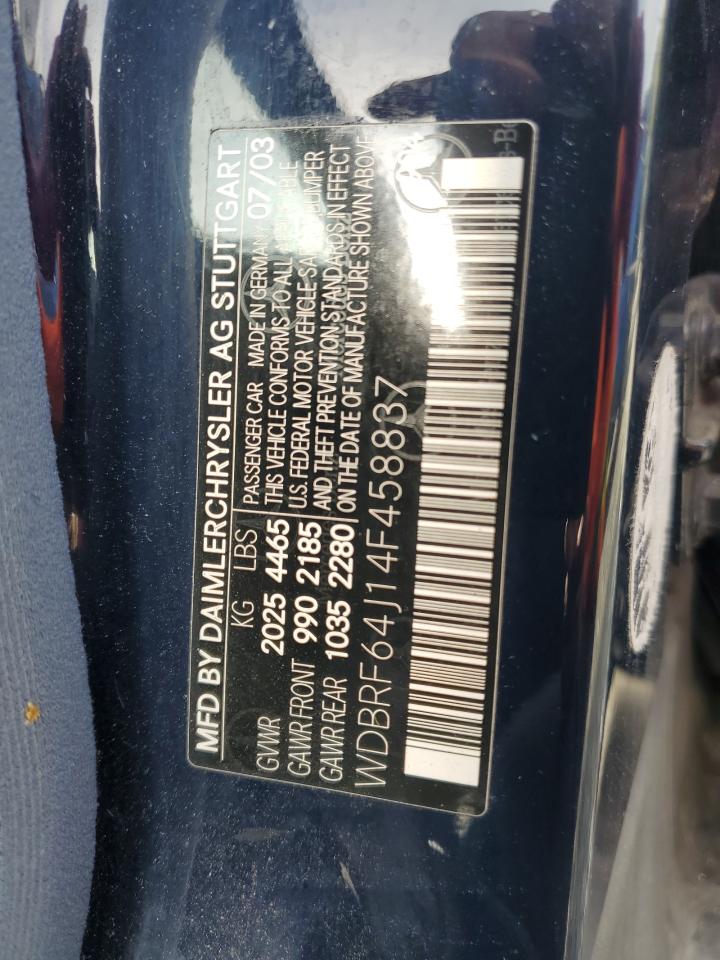 MFD BY DAIMLERCHRYSLER AG STUTTGART
KG LBS
GVWR 2025 4465
GAWR FRONT 990 2185
GAWR REAR 1035 2280
PASSENGER CAR MADE IN GERMANY 07/03
THIS VEHICLE CONFORMS TO ALL
U.S. FEDERAL MOTOR VEHICLE BUMPER
AND THEFT PREVENTION STANDARDS IN EFFECT
ON THE DATE OF MANUFACTURE SHOWN ABOVE
WDBRF64J14F458837